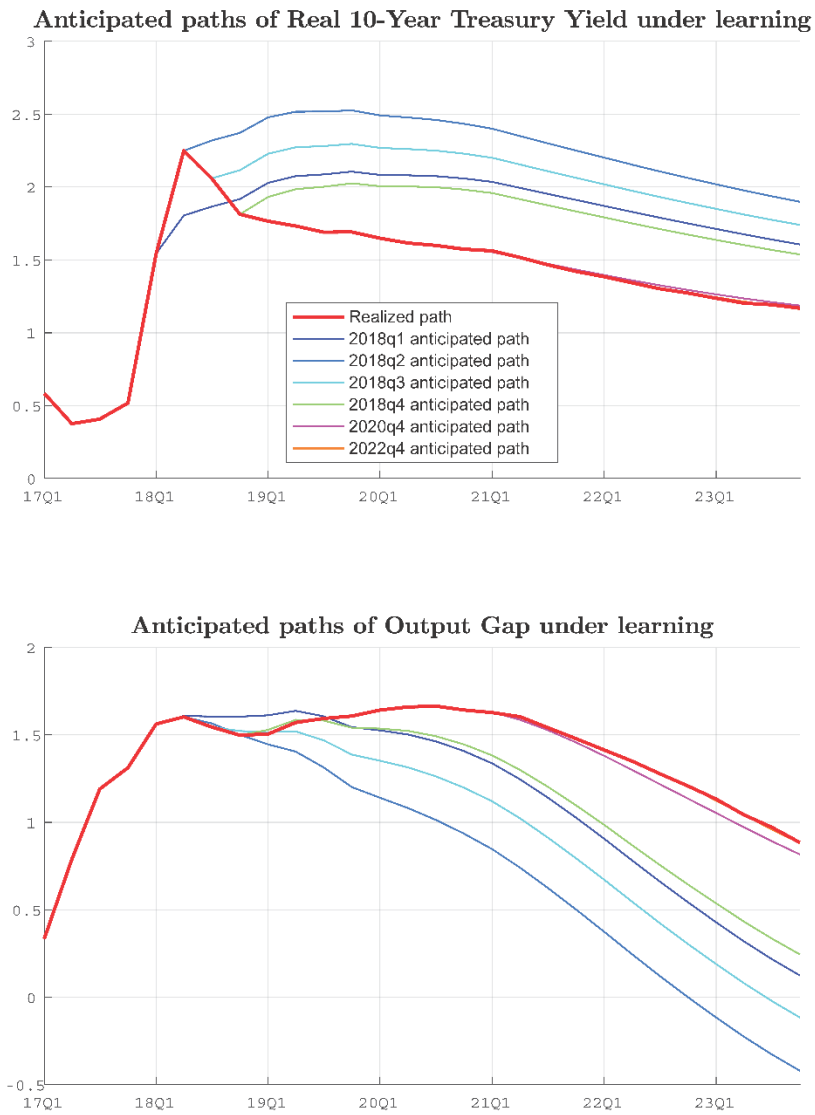 Anticipated paths of Real 10-Year Treasury Yield under learning
3
2.5
2
1.5
1
0.5
0
Realized path
2018q1 anticipated path
2018q2 anticipated path
2018q3 anticipated path
2018q4 anticipated path
2020q4 anticipated path
2022q4 anticipated path
17Q1 18Q1 19Q1 20Q1 21Q1 22Q1 23Q1
Anticipated paths of Output Gap under learning
2
1.5
1
0.5
0
-0.5
17Q1 18Q1 19Q1 20Q1 21Q1 22Q1 23Q1